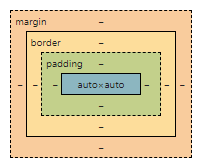 margin –
border –
padding –
– – – auto×auto – – –
–
–
–